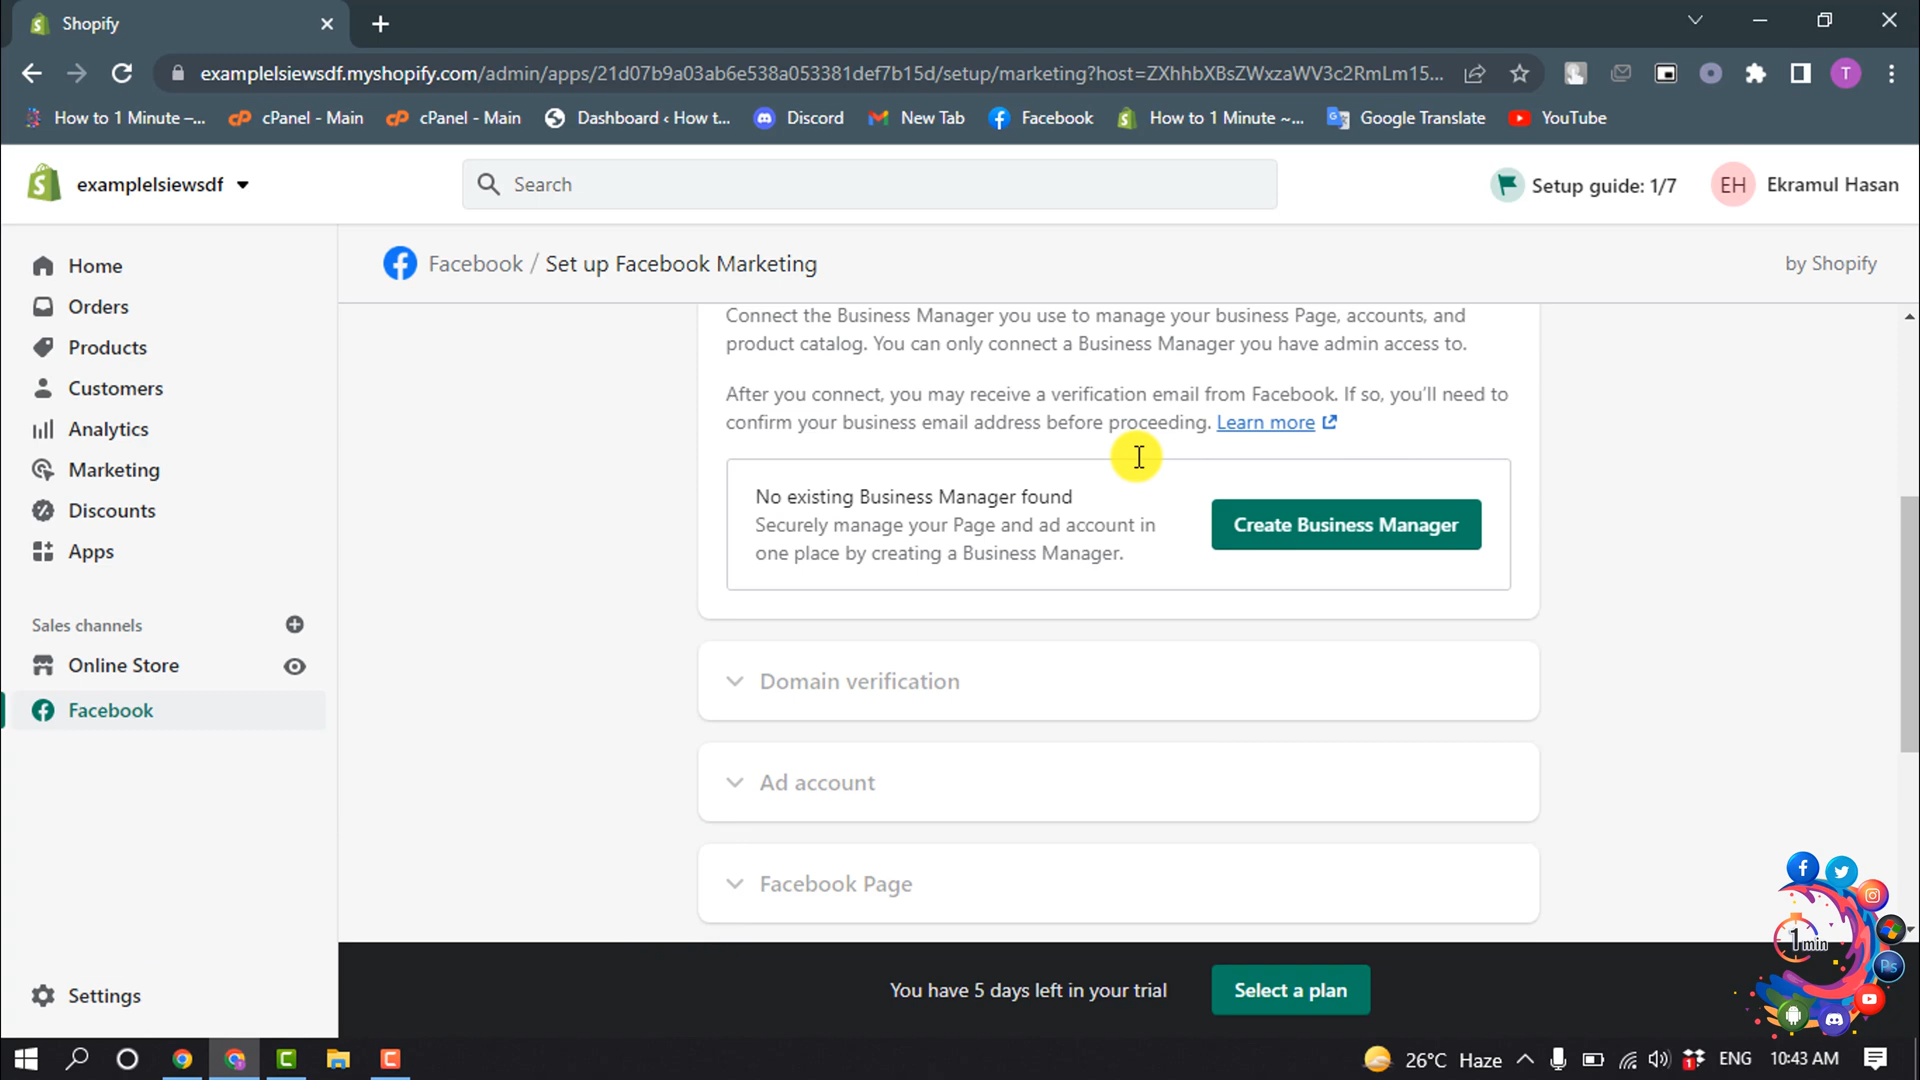 Shopify
examplelsiewsdf.myshopify.com/admin/apps/21d07b9a03ab6e538a053381def7b15d/setup/marketing?host=ZXhhbXBsZWxzaWV3c2RmLm15...
T
How to 1 Minute –... cPanel - Main cPanel - Main Dashboard ‹ How t... Discord New Tab Facebook How to 1 Minute ~... Google Translate YouTube
examplelsiewsdf
Search
Setup guide: 1/7
EH Ekramul Hasan
Facebook / Set up Facebook Marketing
by Shopify
Home
Orders
Products
Customers
Analytics
Marketing
Discounts
Apps
Sales channels
Online Store
Facebook
Settings
Connect the Business Manager you use to manage your business Page, accounts, and
product catalog. You can only connect a Business Manager you have admin access to.
After you connect, you may receive a verification email from Facebook. If so, you’ll need to
confirm your business email address before proceeding. Learn more
No existing Business Manager found
Securely manage your Page and ad account in
one place by creating a Business Manager.
Create Business Manager
Domain verification
Ad account
Facebook Page
You have 5 days left in your trial
Select a plan
1 min
Ps
26°C Haze
ENG
10:43 AM